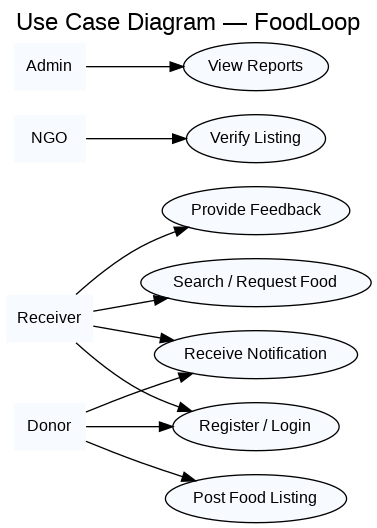 Use Case Diagram — FoodLoop
Admin
View Reports
NGO
Verify Listing
Provide Feedback
Search / Request Food
Receiver
Receive Notification
Donor
Register / Login
Post Food Listing